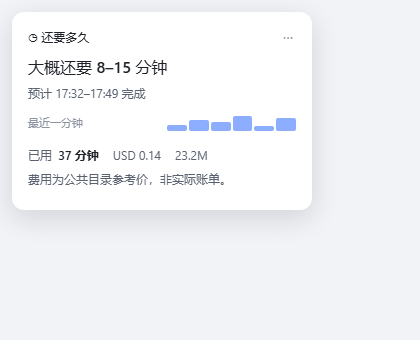 还要多久
大概还要 8–15 分钟
预计 17:32–17:49 完成
最近一分钟
已用 37 分钟 USD 0.14 23.2M
费用为公共目录参考价，非实际账单。